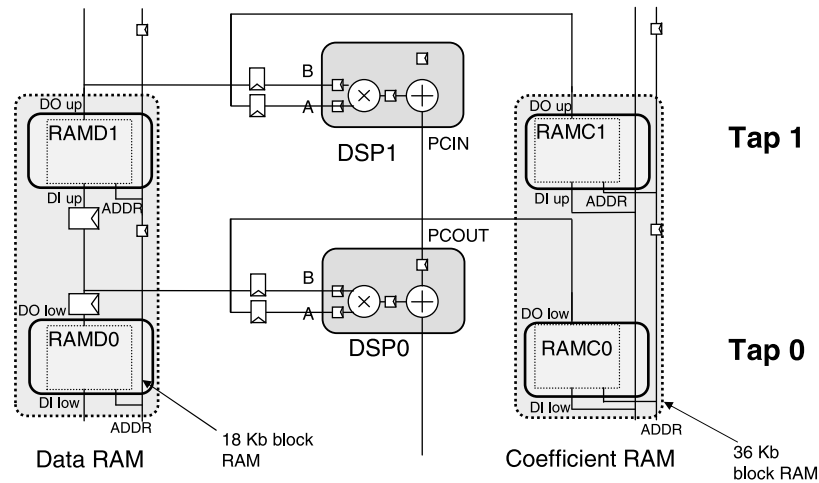 B
DO up
DO up
RAMD1
A
RAMC1
Tap 1
DSP1
PCIN
DI up
ADDR
DI up
ADDR
PCOUT
B
DO low
A
DO low
RAMD0
DSP0
RAMC0
Tap 0
DI low
DI low
ADDR
18 Kb block
RAM
ADDR
Data RAM
Coefficient RAM
36 Kb
block RAM